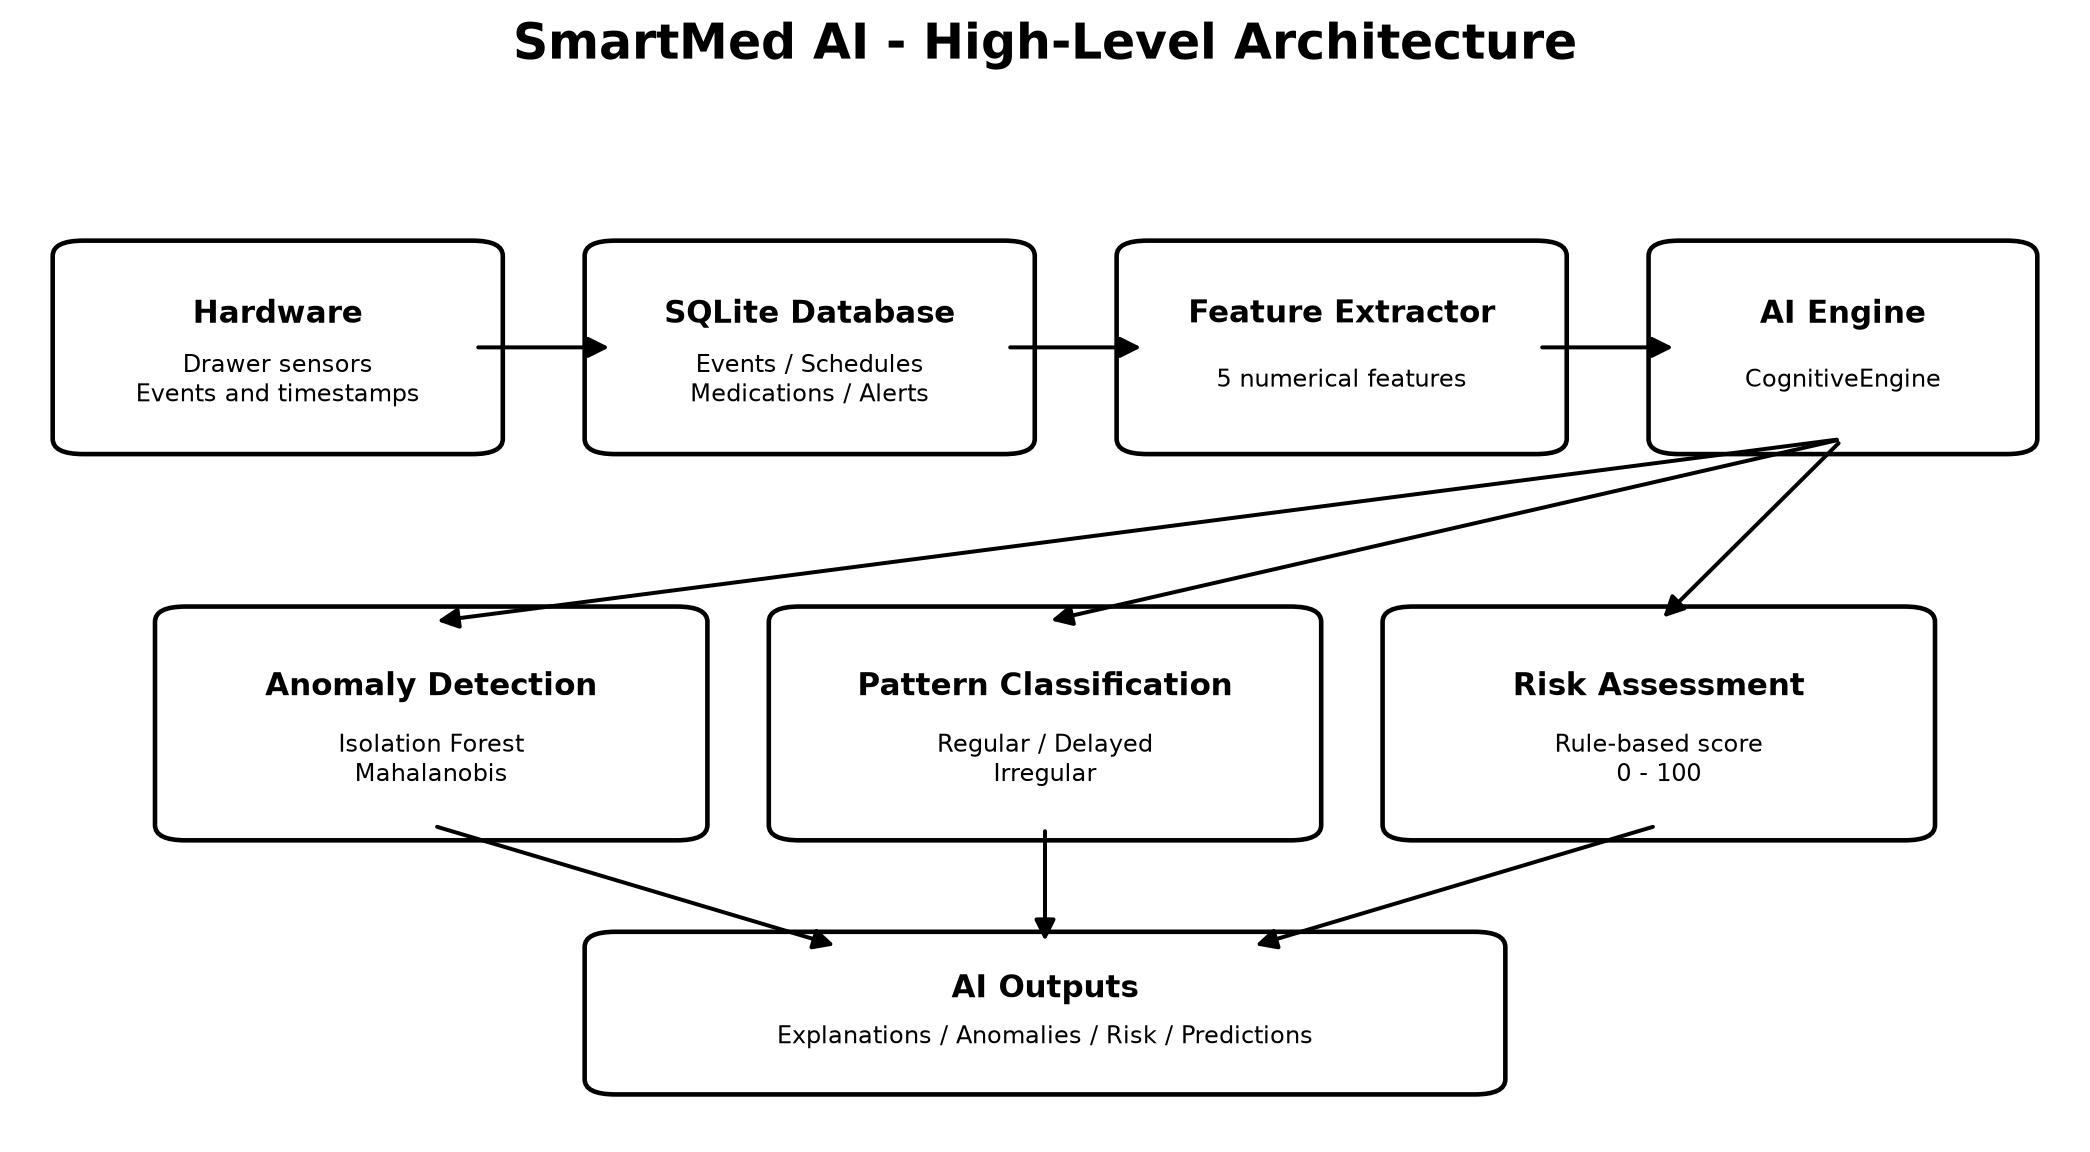 SmartMed AI - High-Level Architecture
Hardware
Drawer sensors
Events and timestamps
SQLite Database
Events / Schedules
Medications / Alerts
Feature Extractor
5 numerical features
AI Engine
CognitiveEngine
Anomaly Detection
Isolation Forest
Mahalanobis
Pattern Classification
Regular / Delayed
Irregular
Risk Assessment
Rule-based score
0 - 100
AI Outputs
Explanations / Anomalies / Risk / Predictions